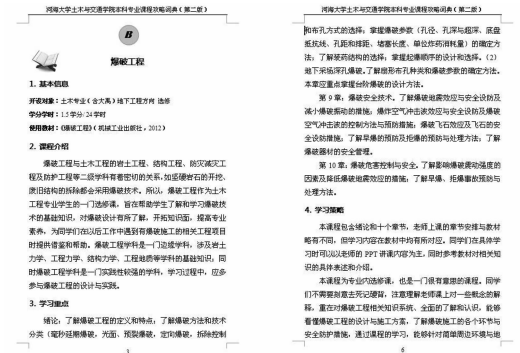 河海大学土木与交通学院本科专业课程攻略词典（第二版）
B
爆破工程
1. 基本信息
开设对象：土木专业（含大禹）地下工程方向 选修
学分学时：1.5 学分/24 学时
使用教材：《爆破工程》（机械工业出版社，2012）
2. 课程介绍
爆破工程与土木工程的岩土工程、结构工程、防灾减灾工
程及防护工程等二级学科有着密切的关系。如坚硬岩石的开挖、
废旧结构的拆除都会采用爆破技术。所以，爆破工程作为土木
工程专业学生的一门选修课，旨在帮助学生了解和学习爆破技
术的基础知识，对爆破设计有所了解，开拓知识面，提高专业
素养，为同学们在以后工作中遇到有爆破施工的相关工程项目
时提供借鉴和帮助。爆破工程学科是一门边缘学科，涉及岩土
力学、工程力学、结构力学、工程地质等学科的基础知识；同
时爆破工程学科是一门实践性较强的学科，学习过程中，应多
参与爆破工程的设计与实践。
3. 学习重点
绪论，了解爆破工程的定义和特点，了解爆破方法和技术
分类（毫秒延期爆破，光面、预裂爆破，定向爆破，拆除控制
河海大学土木与交通学院本科专业课程攻略词典（第二版）
和布孔方式的选择；掌握爆破参数（孔径、孔深与超深、底盘
抵抗线、孔距和排距、堵塞长度、单位炸药消耗量）的确定方
法；了解装药结构的选择；掌握起爆顺序的设计和选择。（2）
地下采场深孔爆破。了解扇形布孔种类和爆破参数的确定方法。
本章应重点掌握台阶爆破的设计方法。
第 9 章，爆破安全技术。了解爆破地震效应与安全设防及
减小爆破振动的措施；爆炸空气冲击波效应与安全设防及爆破
空气冲击波的控制方法与预防措施；爆破飞石效应及飞石的安
全设防措施；了解早爆的预防及拒爆的预防与处理方法；了解
爆破器材的安全管理。
第 10 章，爆破危害控制与安全。了解影响爆破震动强度的
因素及降低爆破震效应的措施；了解早爆、拒爆事故预防与
处理方法。
4. 学习策略
本课程包含绪论和十个章节，老师上课的章节安排与教材
略有不同，但学习内容在教材中均有所对应。同学们在具体学
习时可以以老师的 PPT 讲课内容为主，同时参考教材对相关知
识的具体表述和介绍。
本课程为专业内选修课，也是一门很有意思的课程。同学
们不需要刻意去死记硬背，注意理解老师课上对一些概念的解
释。重在对爆破工程相关知识系统、全面的了解和认识，能够
看懂爆破工程的设计与施工方案，了解爆破施工的各个环节与
安全防护措施，通过课程的学习，能够针对简单周边环境与地
6